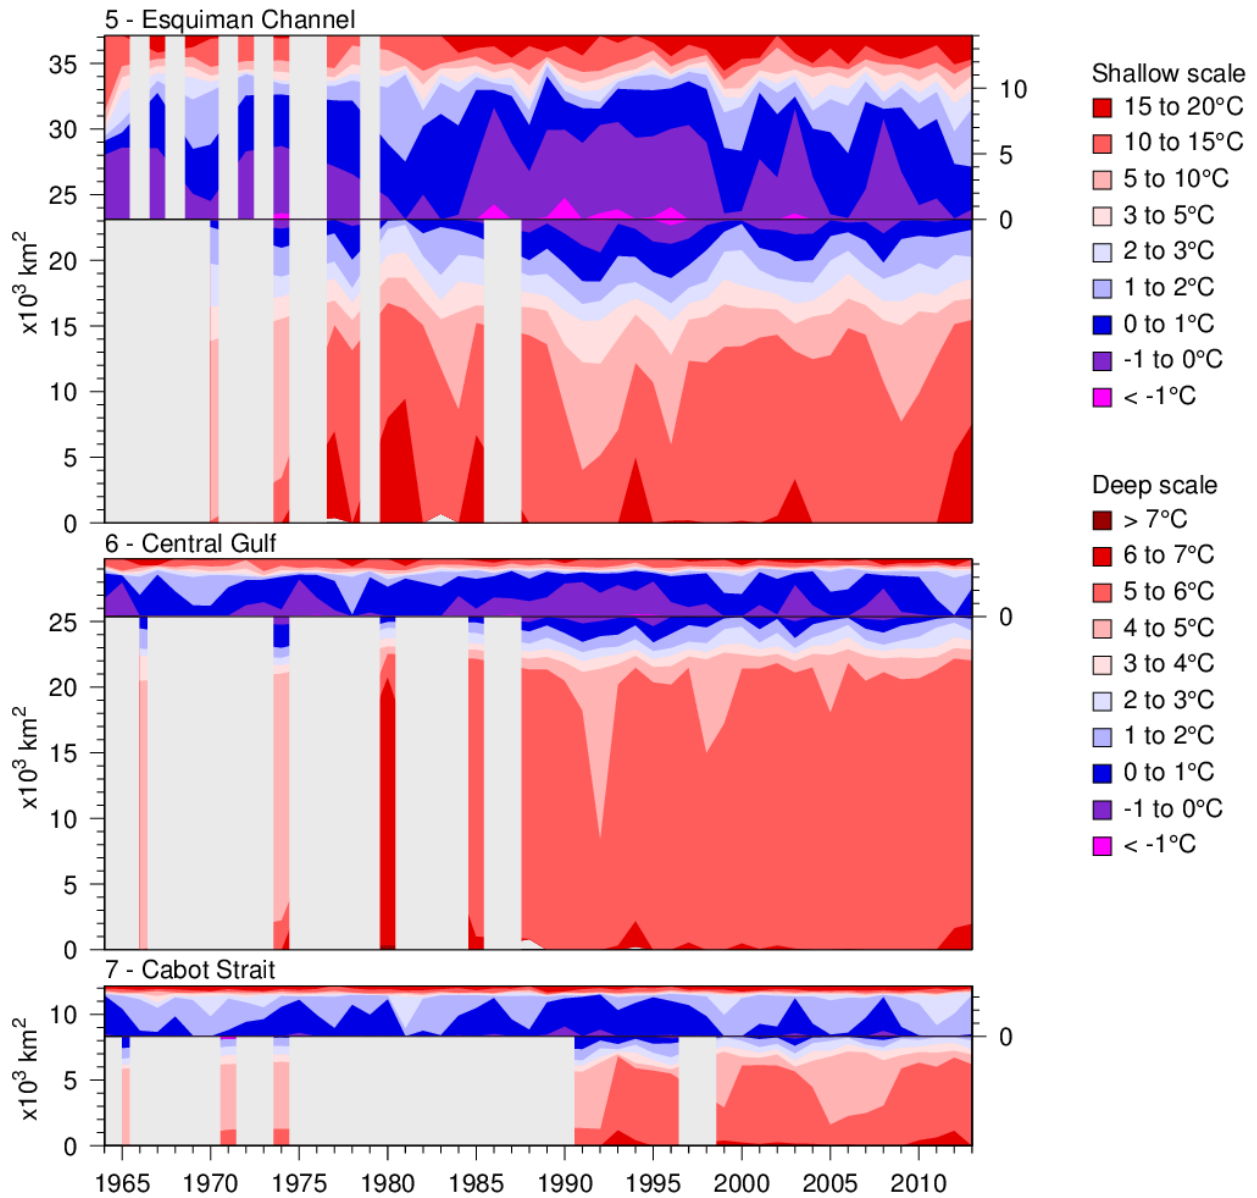 5 - Esquiman Channel
35
30
25
20
15
10
5
0
x10³ km²
10
5
0
6 - Central Gulf
25
20
15
10
5
0
x10³ km²
0
7 - Cabot Strait
10
5
0
x10³ km²
0
1965 1970 1975 1980 1985 1990 1995 2000 2005 2010
Shallow scale
15 to 20°C
10 to 15°C
5 to 10°C
3 to 5°C
2 to 3°C
1 to 2°C
0 to 1°C
-1 to 0°C
< -1°C
Deep scale
> 7°C
6 to 7°C
5 to 6°C
4 to 5°C
3 to 4°C
2 to 3°C
1 to 2°C
0 to 1°C
-1 to 0°C
< -1°C